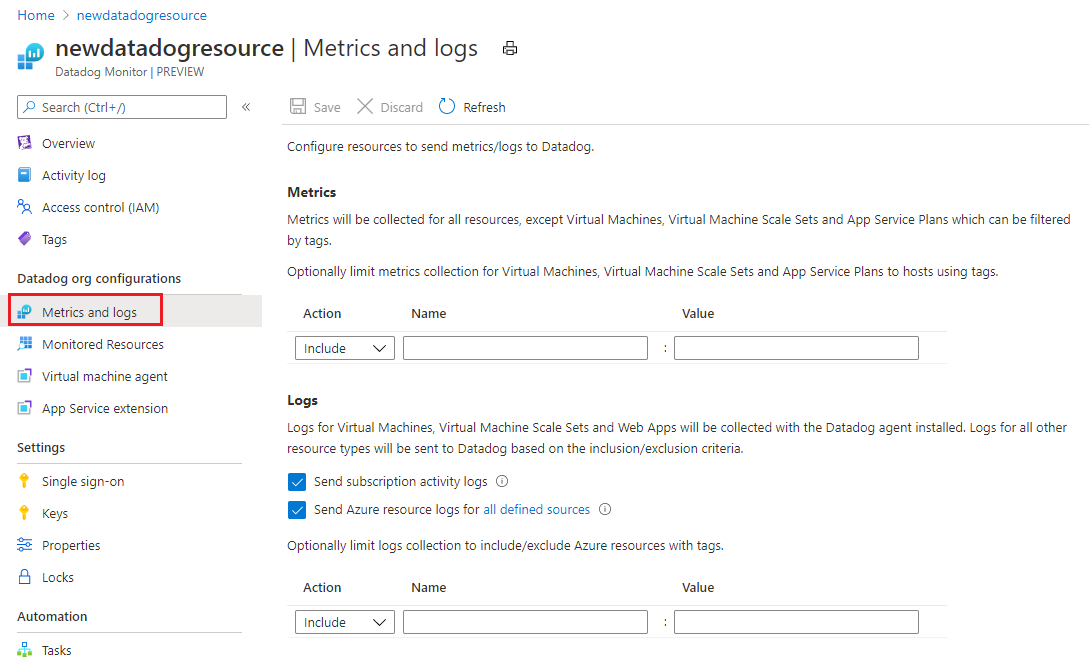 Home > newdatadogresource
newdatadogresource | Metrics and logs
Datadog Monitor | PREVIEW
Search (Ctrl+/)
«
Save
Discard
Refresh
Overview
Activity log
Access control (IAM)
Tags
Datadog org configurations
Metrics and logs
Monitored Resources
Virtual machine agent
App Service extension
Settings
Single sign-on
Keys
Properties
Locks
Automation
Tasks
Configure resources to send metrics/logs to Datadog.
Metrics
Metrics will be collected for all resources, except Virtual Machines, Virtual Machine Scale Sets and App Service Plans which can be filtered
by tags.
Optionally limit metrics collection for Virtual Machines, Virtual Machine Scale Sets and App Service Plans to hosts using tags.
Action Name Value
Include :
Logs
Logs for Virtual Machines, Virtual Machine Scale Sets and Web Apps will be collected with the Datadog agent installed. Logs for all other
resource types will be sent to Datadog based on the inclusion/exclusion criteria.
Send subscription activity logs
Send Azure resource logs for all defined sources
Optionally limit logs collection to include/exclude Azure resources with tags.
Action Name Value
Include :